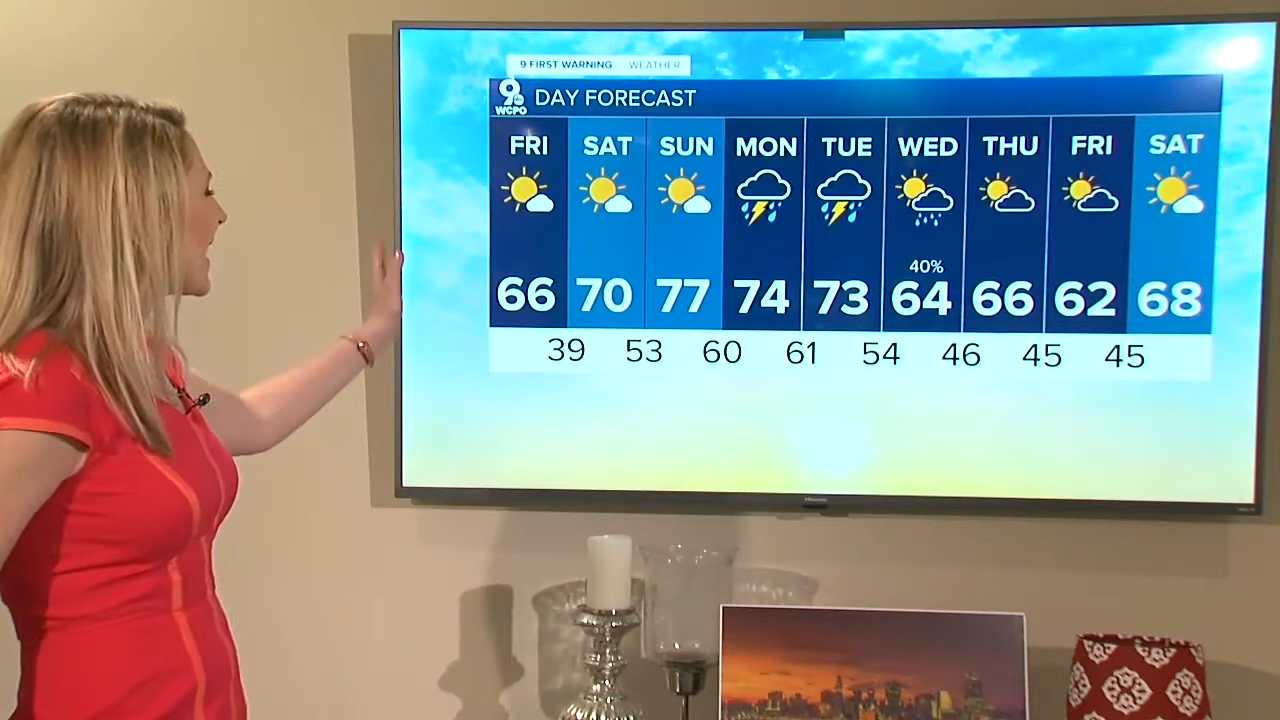 9 FIRST WARNING WEATHER
9 WCPO DAY FORECAST
FRI SAT SUN MON TUE WED THU FRI SAT
40%
66 70 77 74 73 64 66 62 68
39 53 60 61 54 46 45 45
Hisense